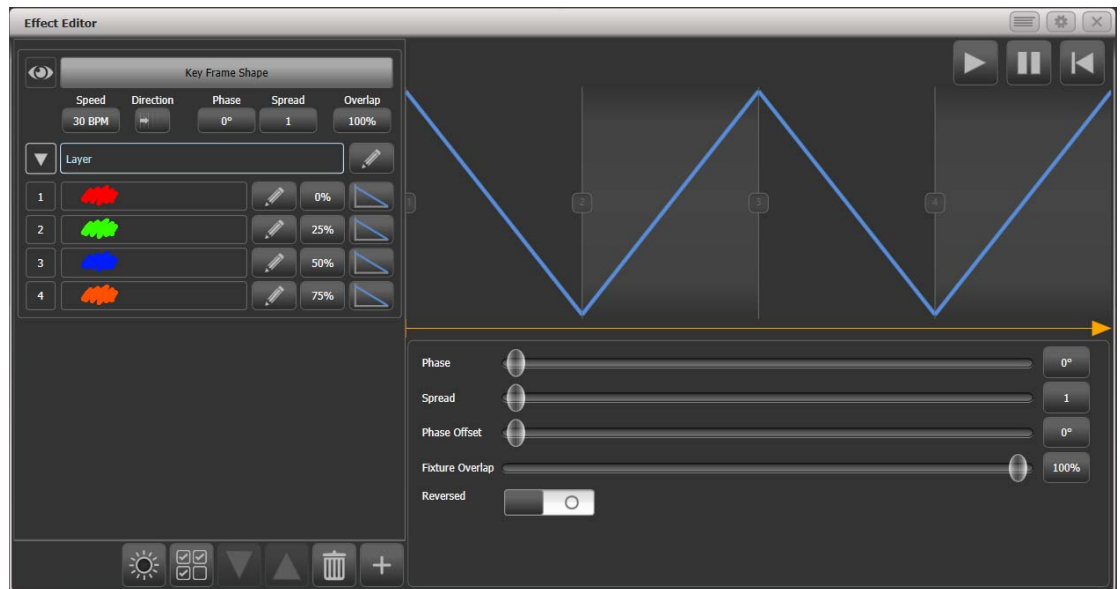 Effect Editor
Key Frame Shape
Speed Direction Phase Spread Overlap
30 BPM 0° 1 100%
Layer
1 0%
2 25%
3 50%
4 75%
1 2 3 4
Phase 0°
Spread 1
Phase Offset 0°
Fixture Overlap 100%
Reversed